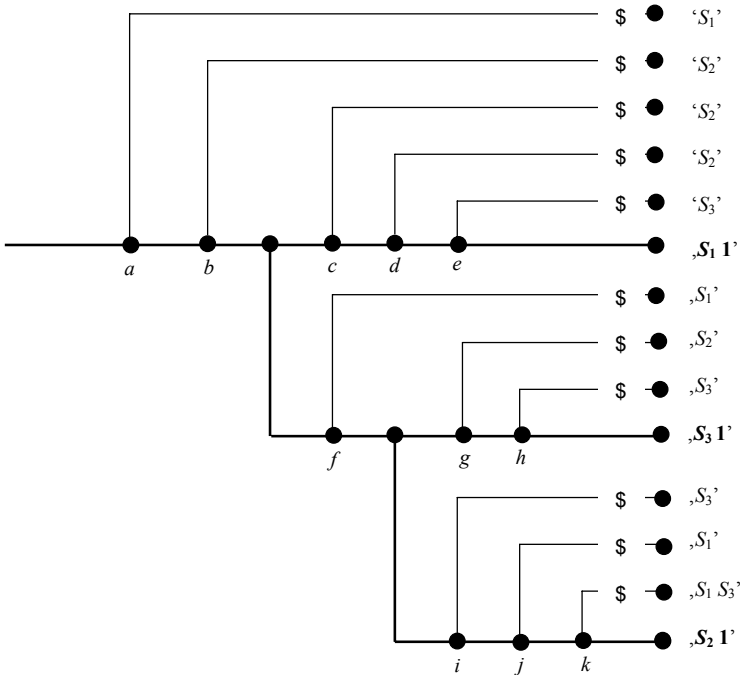 $ ‘S₁’
$ ‘S₂’
$ ‘S₂’
$ ‘S₂’
$ ‘S₃’
a b c d e ‚S₁ 1’
$ ‚S₁’
$ ‚S₂’
$ ‚S₃’
f g h ‚S₃ 1’
$ ‚S₃’
$ ‚S₁’
$ ‚S₁ S₃’
i j k ‚S₂ 1’